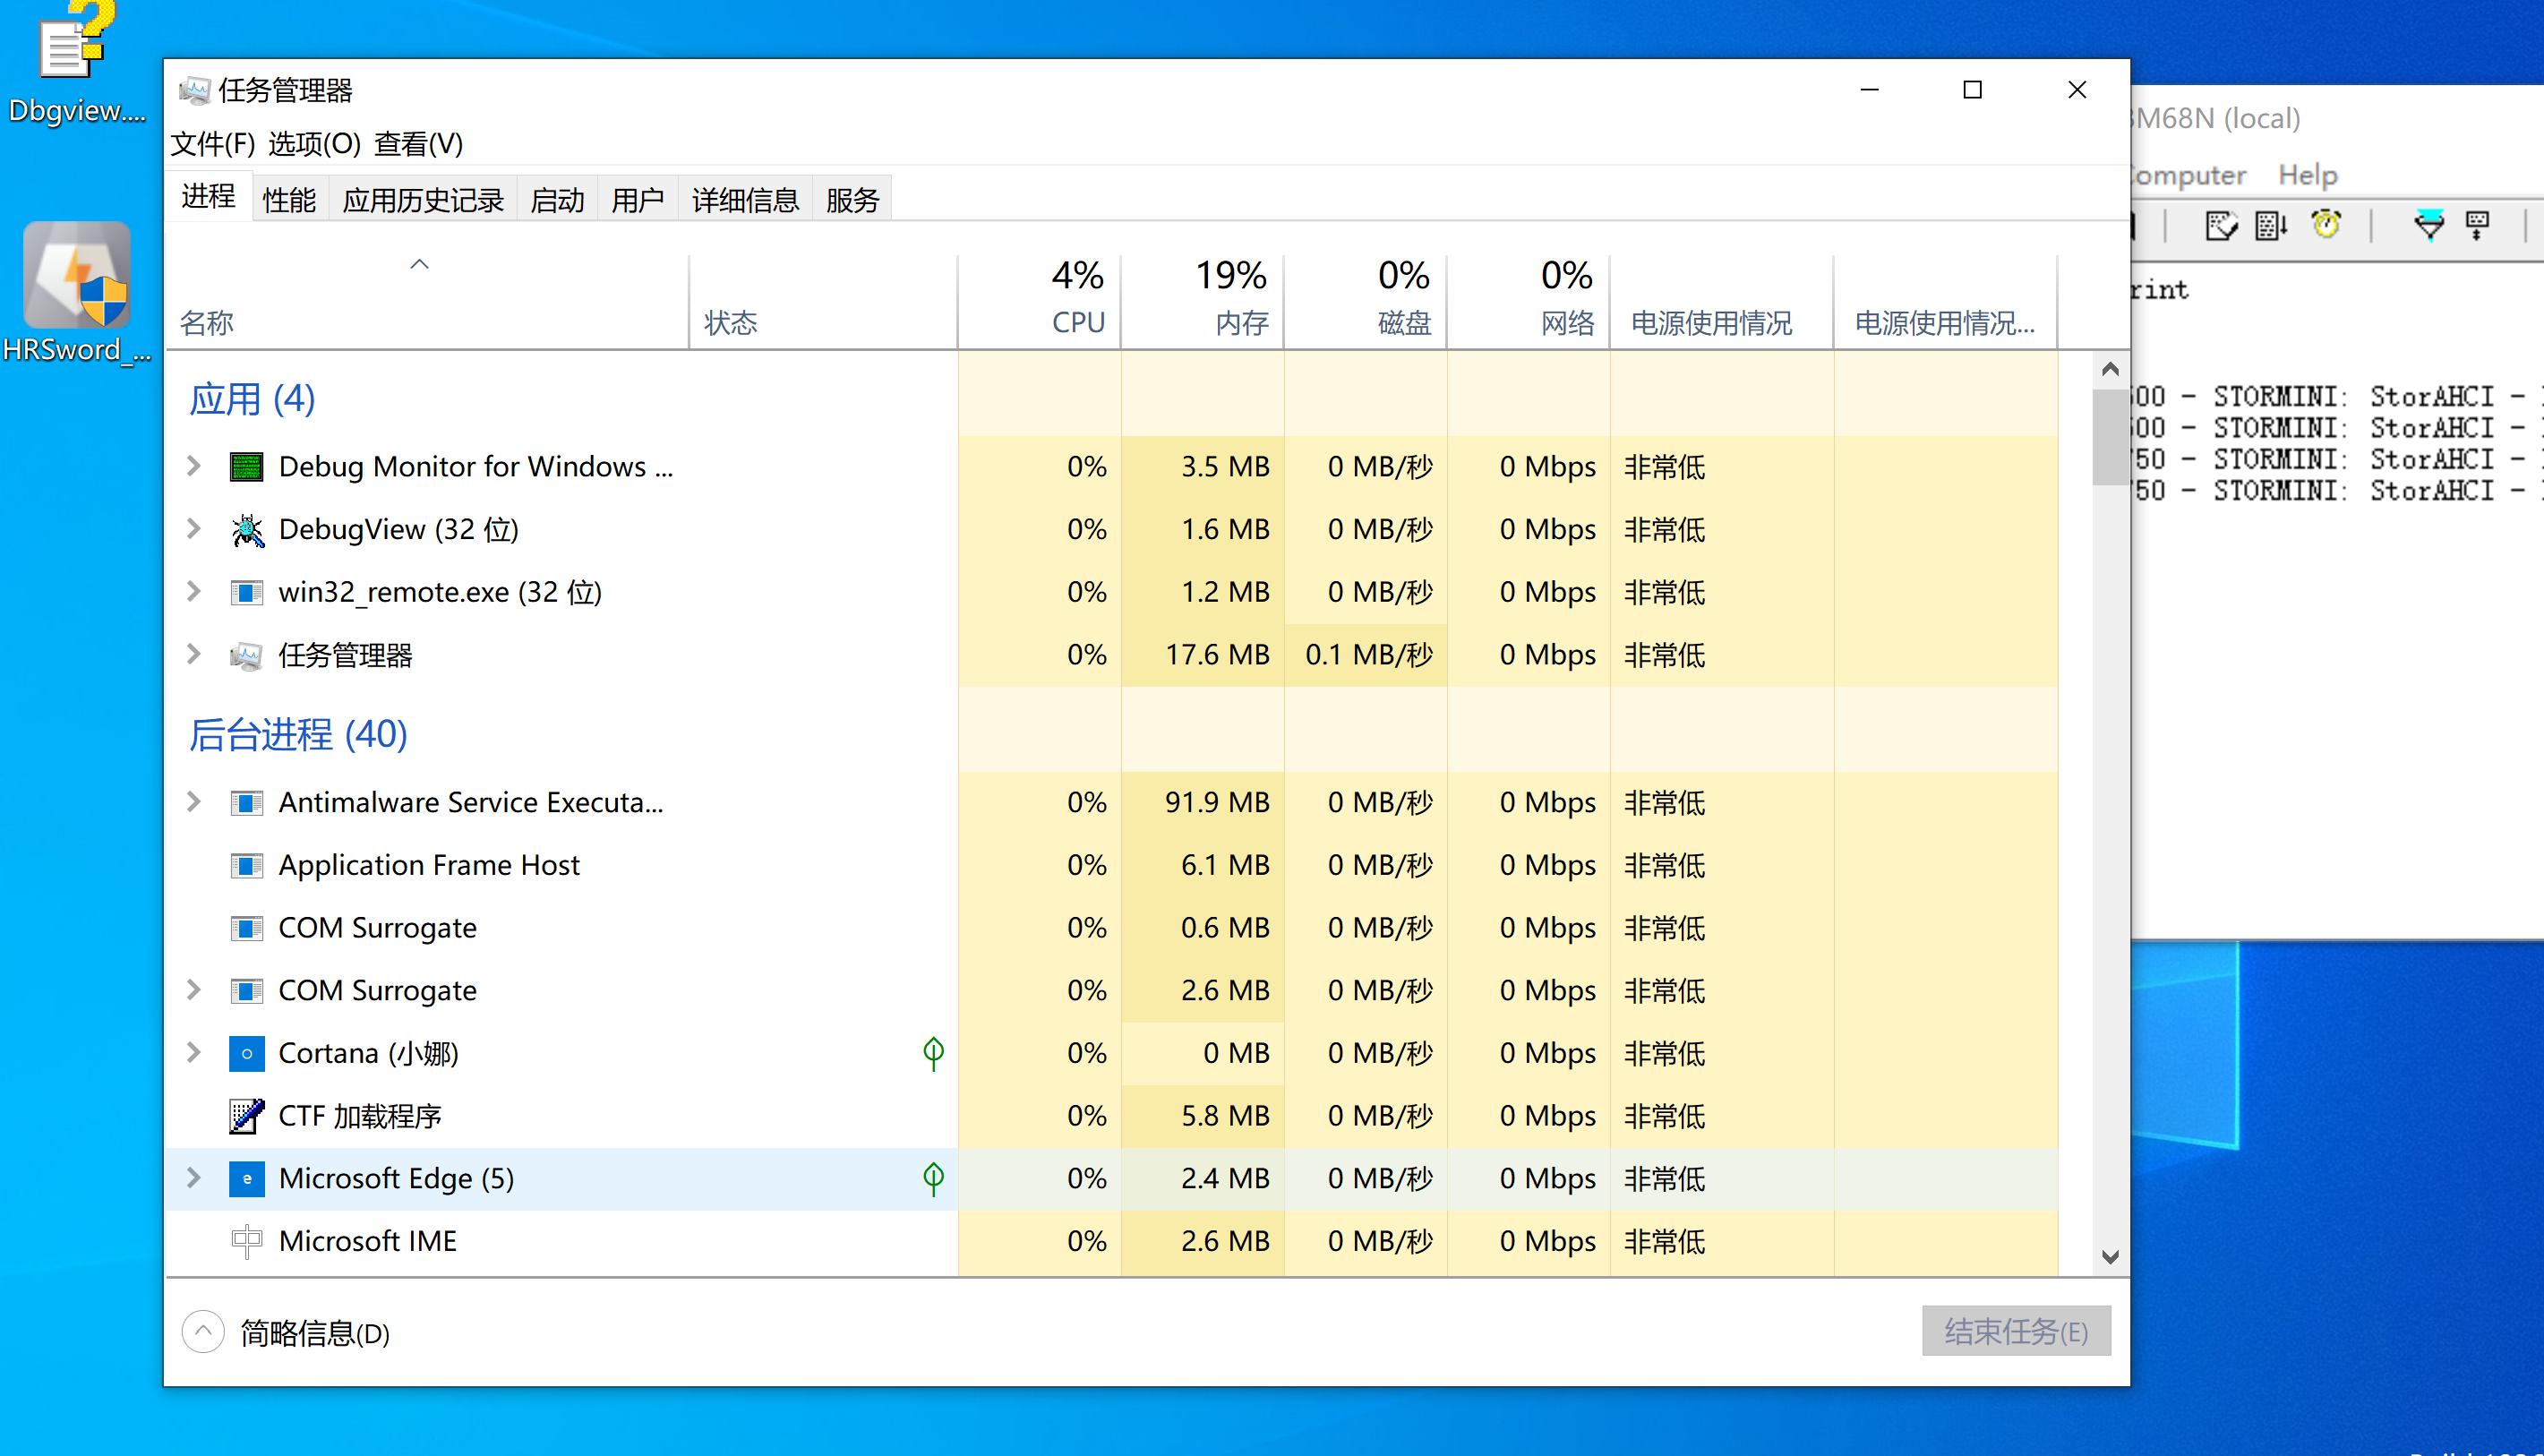 Dbgview....
HRSword_...
任务管理器
文件(F) 选项(O) 查看(V)
进程 性能 应用历史记录 启动 用户 详细信息 服务
4% 19% 0% 0%
名称 状态 CPU 内存 磁盘 网络 电源使用情况 电源使用情况...
应用 (4)
Debug Monitor for Windows ... 0% 3.5 MB 0 MB/秒 0 Mbps 非常低
DebugView (32 位) 0% 1.6 MB 0 MB/秒 0 Mbps 非常低
win32_remote.exe (32 位) 0% 1.2 MB 0 MB/秒 0 Mbps 非常低
任务管理器 0% 17.6 MB 0.1 MB/秒 0 Mbps 非常低
后台进程 (40)
Antimalware Service Executa... 0% 91.9 MB 0 MB/秒 0 Mbps 非常低
Application Frame Host 0% 6.1 MB 0 MB/秒 0 Mbps 非常低
COM Surrogate 0% 0.6 MB 0 MB/秒 0 Mbps 非常低
COM Surrogate 0% 2.6 MB 0 MB/秒 0 Mbps 非常低
Cortana (小娜) 0% 0 MB 0 MB/秒 0 Mbps 非常低
CTF 加载程序 0% 5.8 MB 0 MB/秒 0 Mbps 非常低
Microsoft Edge (5) 0% 2.4 MB 0 MB/秒 0 Mbps 非常低
Microsoft IME 0% 2.6 MB 0 MB/秒 0 Mbps 非常低
简略信息(D)
结束任务(E)
M68N (local)
omputer Help
rint
00 - STORMINI: StorAHCI -
00 - STORMINI: StorAHCI -
50 - STORMINI: StorAHCI -
50 - STORMINI: StorAHCI -